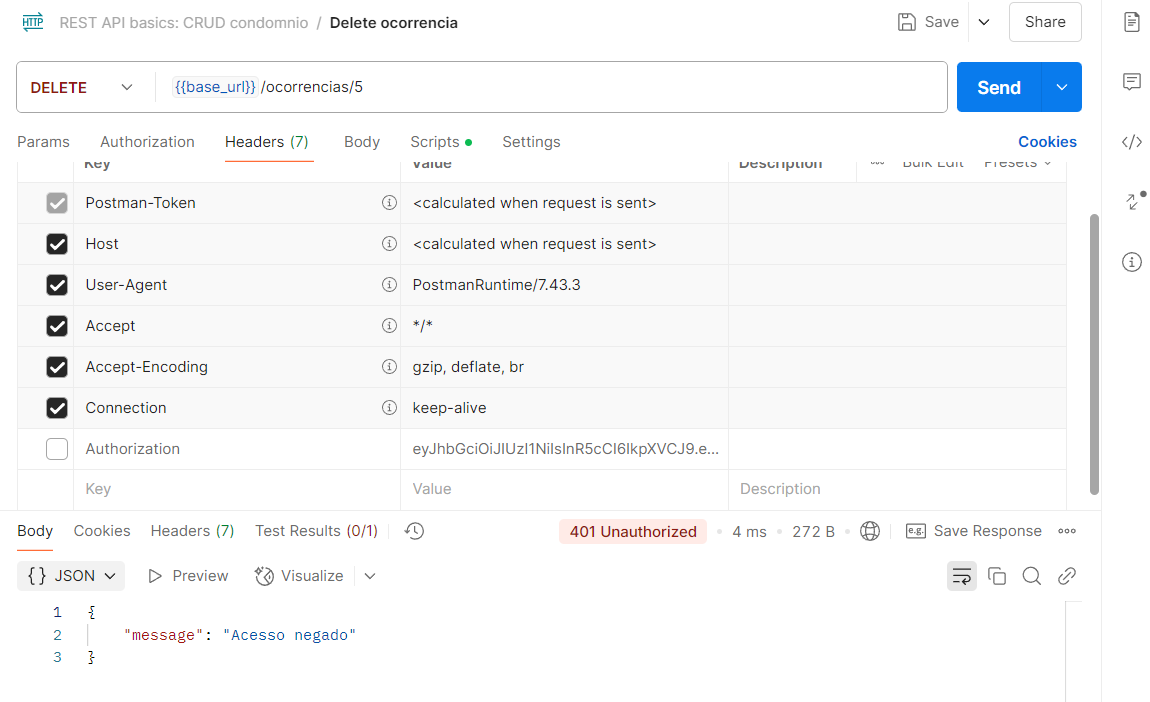 HTTP REST API basics: CRUD condomnio / Delete ocorrencia Save Share
DELETE {{base_url}} /ocorrencias/5 Send
Params Authorization Headers (7) Body Scripts Settings Cookies
Key Value Description Bulk Edit Presets
Postman-Token <calculated when request is sent>
Host <calculated when request is sent>
User-Agent PostmanRuntime/7.43.3
Accept */*
Accept-Encoding gzip, deflate, br
Connection keep-alive
Authorization eyJhbGciOiJIUzI1NiIsInR5cCI6IkpXVCJ9.e...
Key Value Description
Body Cookies Headers (7) Test Results (0/1) 401 Unauthorized 4 ms 272 B e.g. Save Response
{} JSON Preview Visualize
1 {
2 "message": "Acesso negado"
3 }